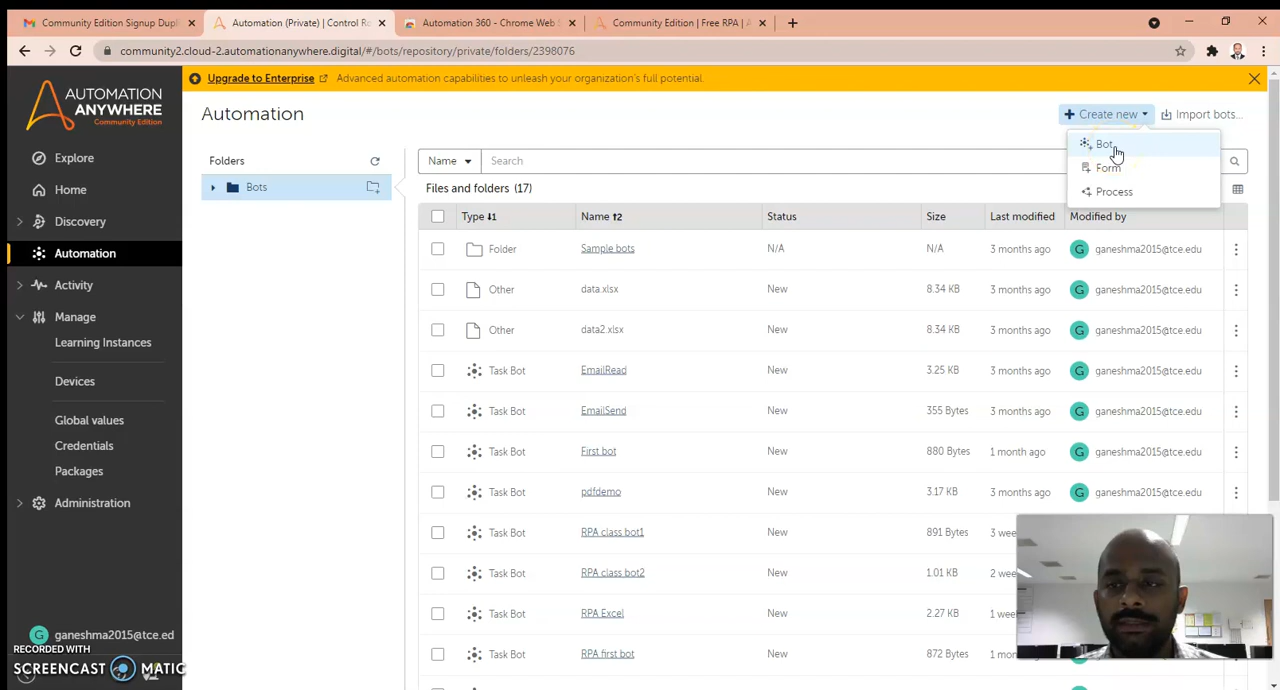 Community Edition Signup Dupl
Automation (Private) | Control Ro
Automation 360 - Chrome Web S
Community Edition | Free RPA | A
community2.cloud-2.automationanywhere.digital/#/bots/repository/private/folders/2398076
Upgrade to Enterprise Advanced automation capabilities to unleash your organization's full potential.
AUTOMATION
ANYWHERE
Community Edition
Explore
Home
Discovery
Automation
Activity
Manage
Learning Instances
Devices
Global values
Credentials
Packages
Administration
G ganeshma2015@tce.ed
RECORDED WITH
SCREENCAST MATIC
Automation
Create new
Import bots...
Bot
Form
Process
Folders
Bots
Name Search
Files and folders (17)
Type Name Status Size Last modified Modified by
Folder Sample bots N/A N/A 3 months ago G ganeshma2015@tce.edu
Other data.xlsx New 8.34 KB 3 months ago G ganeshma2015@tce.edu
Other data2.xlsx New 8.34 KB 3 months ago G ganeshma2015@tce.edu
Task Bot EmailRead New 3.25 KB 3 months ago G ganeshma2015@tce.edu
Task Bot EmailSend New 355 Bytes 3 months ago G ganeshma2015@tce.edu
Task Bot First bot New 880 Bytes 1 month ago G ganeshma2015@tce.edu
Task Bot pdfdemo New 3.17 KB 3 months ago G ganeshma2015@tce.edu
Task Bot RPA class bot1 New 891 Bytes 3 wee
Task Bot RPA class bot2 New 1.01 KB 2 wee
Task Bot RPA Excel New 2.27 KB 1 wee
Task Bot RPA first bot New 872 Bytes 1 mon